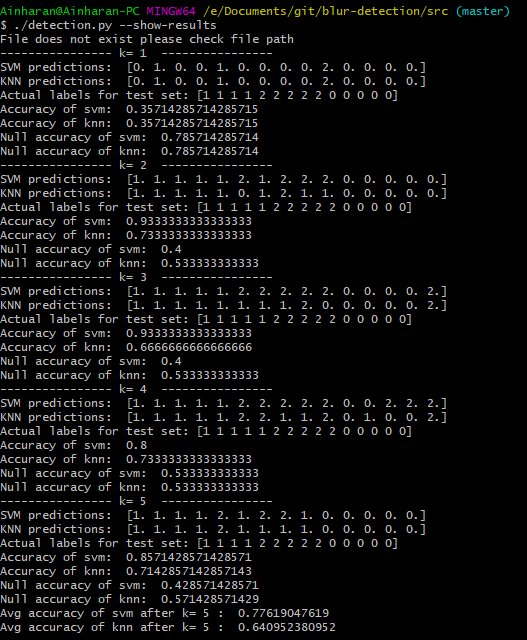 Ainharan@Ainharan-PC MINGW64 /e/Documents/git/blur-detection/src (master)
$ ./detection.py --show-results
File does not exist please check file path
---------------- k= 1  ----------------
SVM predictions:  [0. 1. 0. 0. 1. 0. 0. 0. 0. 2. 0. 0. 0. 0.]
KNN predictions:  [0. 1. 0. 0. 1. 0. 0. 0. 0. 2. 0. 0. 0. 0.]
Actual labels for test set: [1 1 1 1 2 2 2 2 2 0 0 0 0 0]
Accuracy of svm:  0.35714285714285715
Accuracy of knn:  0.35714285714285715
Null accuracy of svm:  0.785714285714
Null accuracy of knn:  0.785714285714
---------------- k= 2  ----------------
SVM predictions:  [1. 1. 1. 1. 1. 2. 1. 2. 2. 2. 0. 0. 0. 0. 0.]
KNN predictions:  [1. 1. 1. 1. 1. 0. 1. 2. 1. 1. 0. 0. 0. 0. 0.]
Actual labels for test set: [1 1 1 1 1 2 2 2 2 2 0 0 0 0 0]
Accuracy of svm:  0.9333333333333333
Accuracy of knn:  0.7333333333333333
Null accuracy of svm:  0.4
Null accuracy of knn:  0.533333333333
---------------- k= 3  ----------------
SVM predictions:  [1. 1. 1. 1. 1. 2. 2. 2. 2. 2. 0. 0. 0. 0. 2.]
KNN predictions:  [1. 1. 1. 1. 1. 1. 1. 1. 2. 0. 0. 0. 0. 0. 2.]
Actual labels for test set: [1 1 1 1 1 2 2 2 2 2 0 0 0 0 0]
Accuracy of svm:  0.9333333333333333
Accuracy of knn:  0.6666666666666666
Null accuracy of svm:  0.4
Null accuracy of knn:  0.533333333333
---------------- k= 4  ----------------
SVM predictions:  [1. 1. 1. 1. 1. 2. 2. 2. 2. 2. 0. 0. 2. 2. 2.]
KNN predictions:  [1. 1. 1. 1. 1. 2. 2. 1. 1. 2. 0. 1. 0. 0. 2.]
Actual labels for test set: [1 1 1 1 1 2 2 2 2 2 0 0 0 0 0]
Accuracy of svm:  0.8
Accuracy of knn:  0.7333333333333333
Null accuracy of svm:  0.533333333333
Null accuracy of knn:  0.533333333333
---------------- k= 5  ----------------
SVM predictions:  [1. 1. 1. 1. 2. 1. 2. 2. 1. 0. 0. 0. 0. 0.]
KNN predictions:  [1. 1. 1. 1. 2. 1. 1. 1. 1. 0. 0. 0. 0. 0.]
Actual labels for test set: [1 1 1 1 2 2 2 2 2 0 0 0 0 0]
Accuracy of svm:  0.8571428571428571
Accuracy of knn:  0.7142857142857143
Null accuracy of svm:  0.428571428571
Null accuracy of knn:  0.571428571429
Avg accuracy of svm after k= 5 :  0.77619047619
Avg accuracy of knn after k= 5 :  0.640952380952